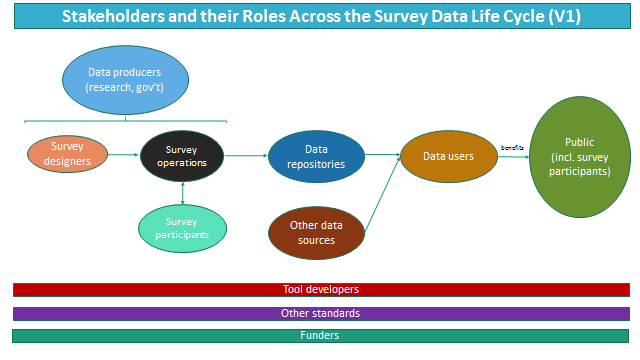 Stakeholders and their Roles Across the Survey Data Life Cycle (V1)
Data producers
(research, gov't)
Survey
designers
Survey
operations
Data
repositories
Data users
benefits
Public
(incl. survey
participants)
Survey
participants
Other data
sources
Tool developers
Other standards
Funders